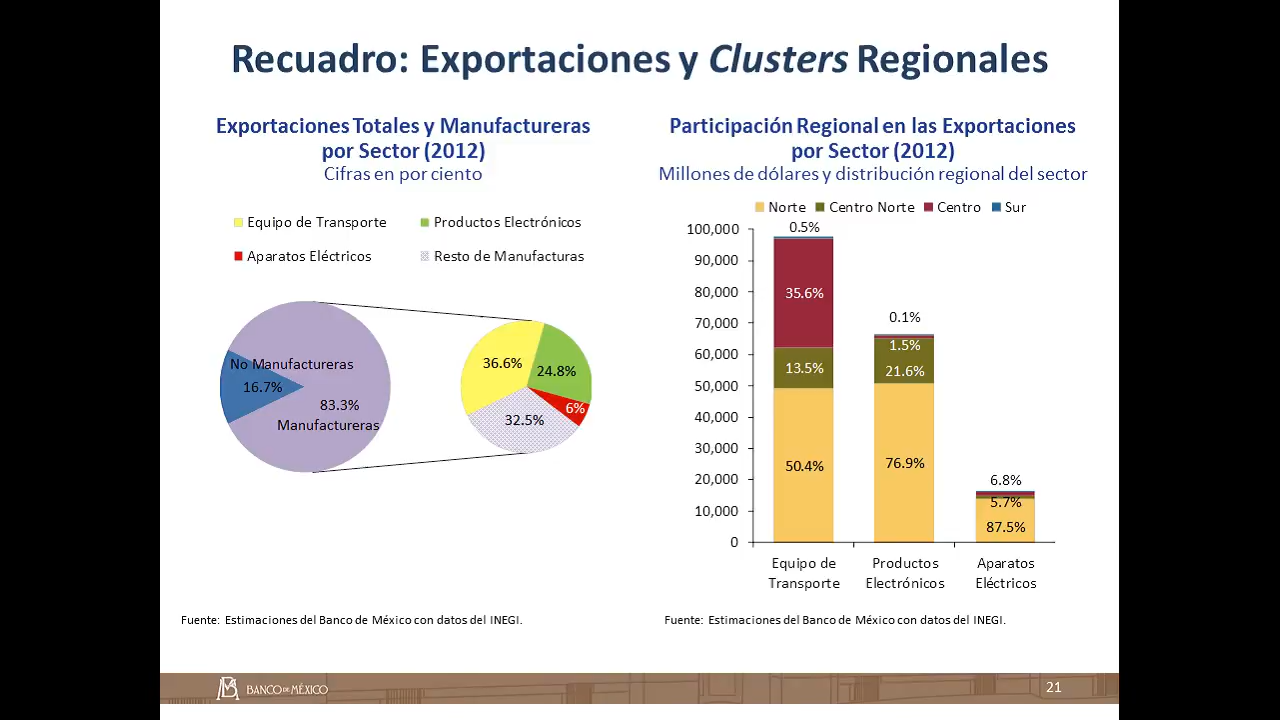 Recuadro: Exportaciones y Clusters Regionales
Exportaciones Totales y Manufactureras
por Sector (2012)
Cifras en por ciento
Equipo de Transporte
Productos Electrónicos
Aparatos Eléctricos
Resto de Manufacturas
No Manufactureras
16.7%
83.3%
Manufactureras
36.6%
24.8%
6%
32.5%
Fuente: Estimaciones del Banco de México con datos del INEGI.
Participación Regional en las Exportaciones
por Sector (2012)
Millones de dólares y distribución regional del sector
Norte Centro Norte Centro Sur
100,000
90,000
80,000
70,000
60,000
50,000
40,000
30,000
20,000
10,000
0
0.5%
35.6%
13.5%
50.4%
0.1%
1.5%
21.6%
76.9%
6.8%
5.7%
87.5%
Equipo de
Transporte
Productos
Electrónicos
Aparatos
Eléctricos
Fuente: Estimaciones del Banco de México con datos del INEGI.
BANCO DE MÉXICO
21